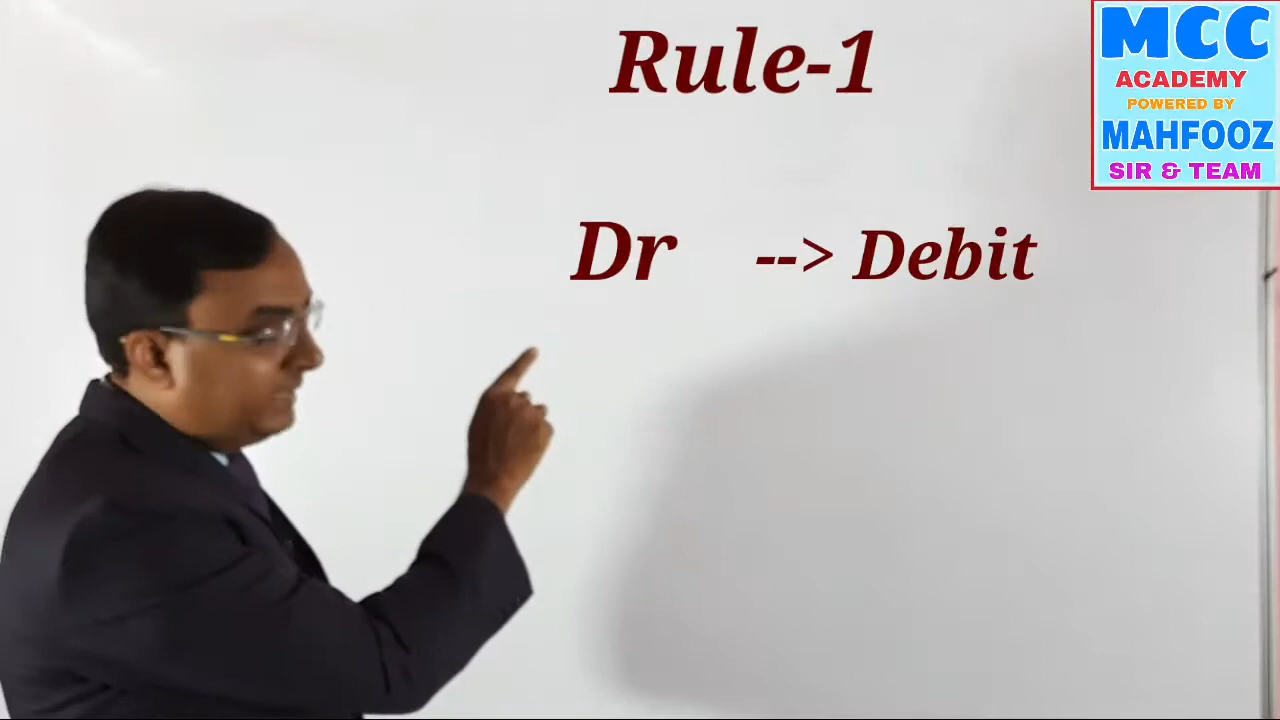 Rule-1
Dr --> Debit
MCC
ACADEMY
POWERED BY
MAHFOOZ
SIR & TEAM